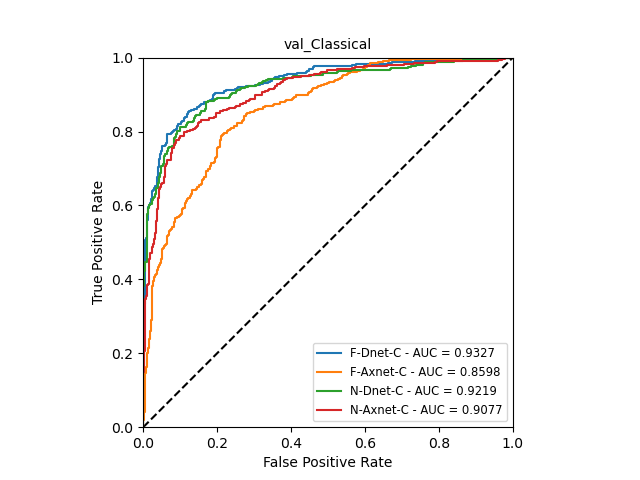 val_Classical
1.0
0.8
0.6
0.4
0.2
0.0
True Positive Rate
F-Dnet-C - AUC = 0.9327
F-Axnet-C - AUC = 0.8598
N-Dnet-C - AUC = 0.9219
N-Axnet-C - AUC = 0.9077
0.0 0.2 0.4 0.6 0.8 1.0
False Positive Rate